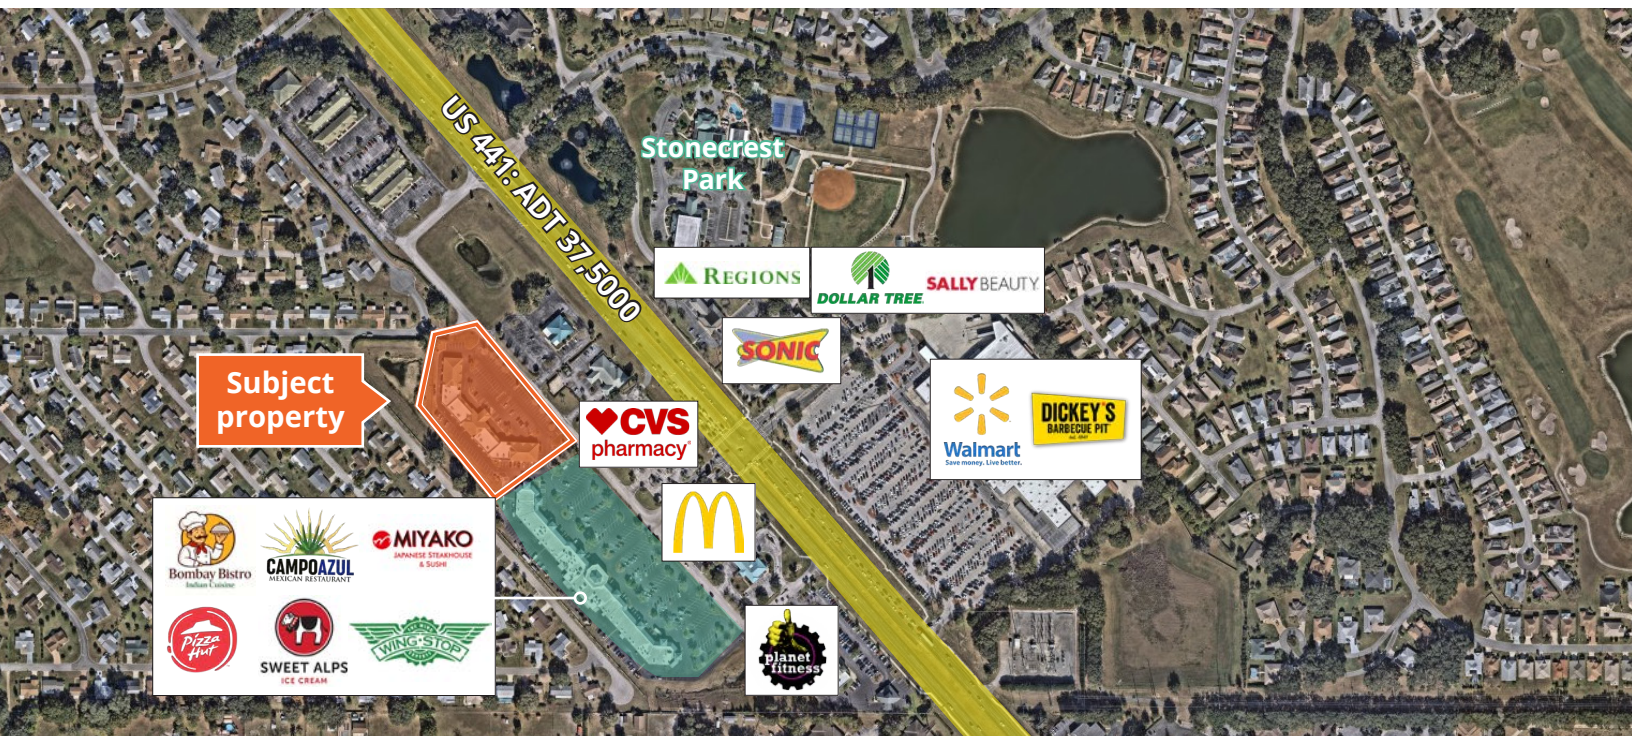 US 441: ADT 37,5000
Stonecrest
Park
REGIONS
DOLLAR TREE
SALLYBEAUTY
SONIC
Subject
property
CVS
pharmacy
Walmart
Save money. Live better.
DICKEY'S
BARBECUE PIT
Bombay Bistro
Indian Cuisine
CAMPOAZUL
MEXICAN RESTAURANT
MIYAKO
JAPANESE STEAKHOUSE
& SUSHI
Pizza
Hut
SWEET ALPS
ICE CREAM
WING·STOP
planet
fitness